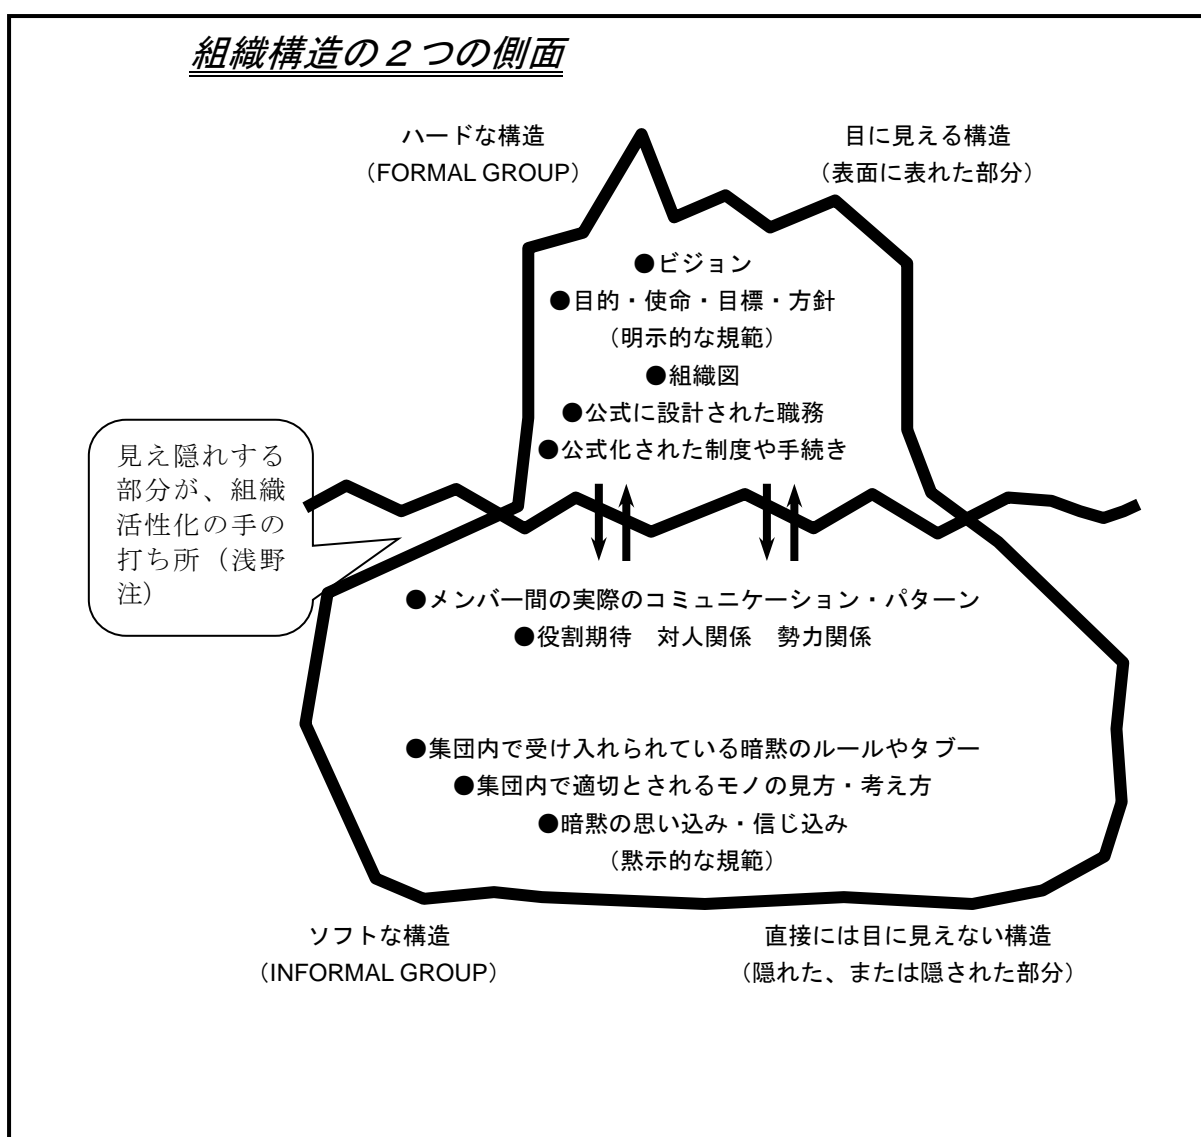 組織構造の２つの側面
ハードな構造
（FORMAL GROUP）
目に見える構造
（表面に表れた部分）
●ビジョン
●目的・使命・目標・方針
（明示的な規範）
●組織図
●公式に設計された職務
●公式化された制度や手続き
見え隠れする
部分が、組織
活性化の手の
打ち所（浅野
注）
●メンバー間の実際のコミュニケーション・パターン
●役割期待　対人関係　勢力関係
●集団内で受け入れられている暗黙のルールやタブー
●集団内で適切とされるモノの見方・考え方
●暗黙の思い込み・信じ込み
（黙示的な規範）
ソフトな構造
（INFORMAL GROUP）
直接には目に見えない構造
（隠れた、または隠された部分）